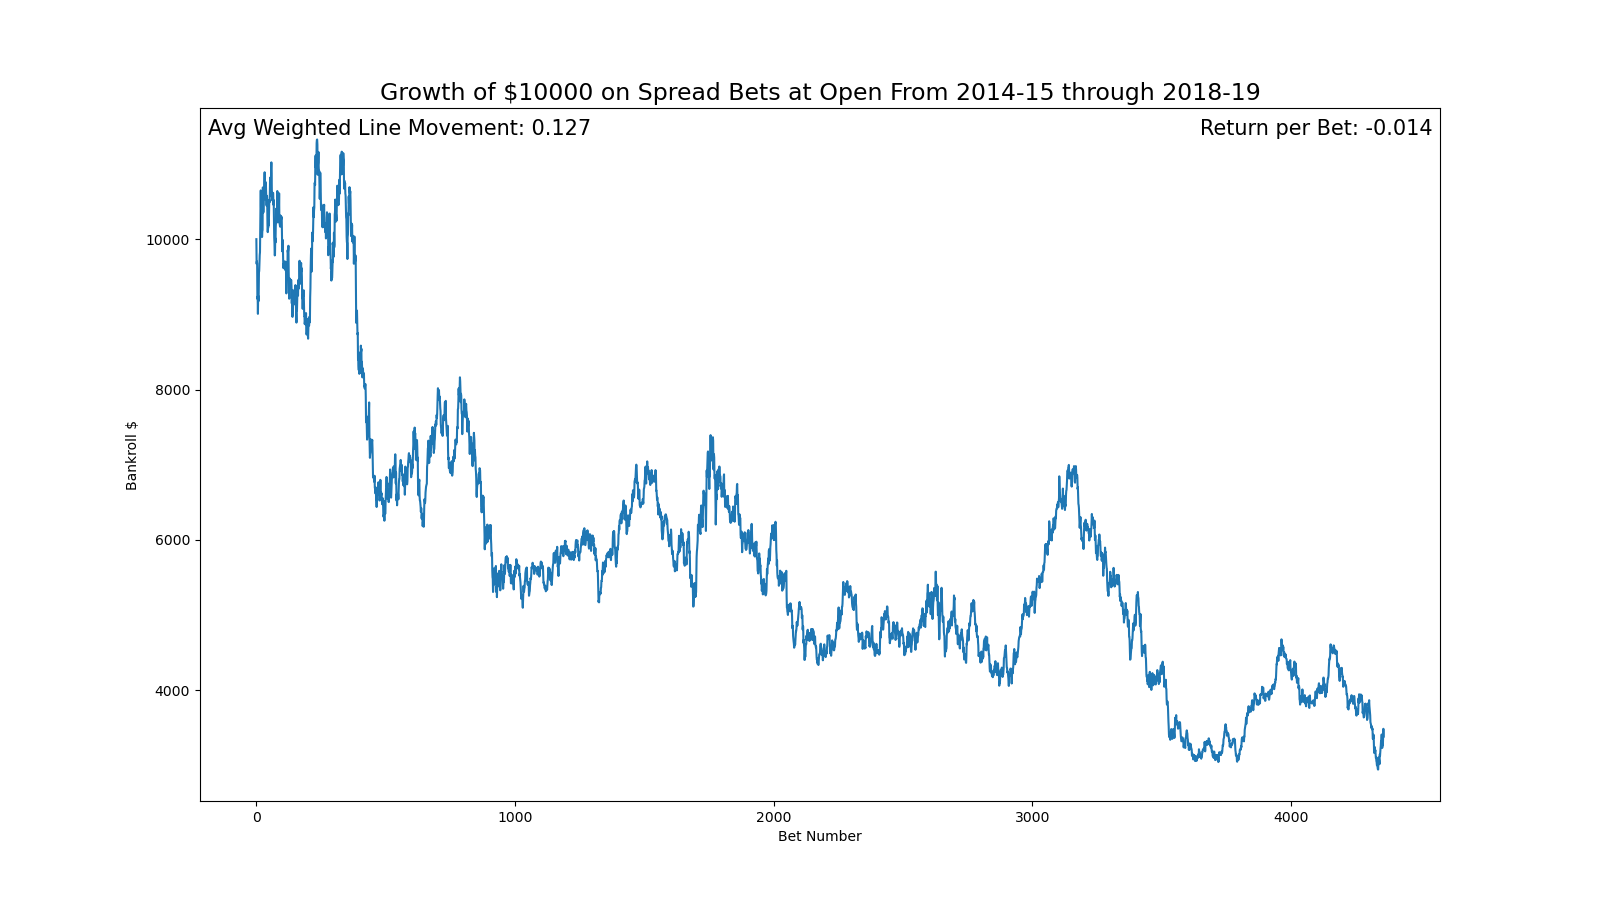 Growth of $10000 on Spread Bets at Open From 2014-15 through 2018-19
Avg Weighted Line Movement: 0.127
Return per Bet: -0.014
10000
8000
6000
4000
Bankroll $
0
1000
2000
3000
4000
Bet Number